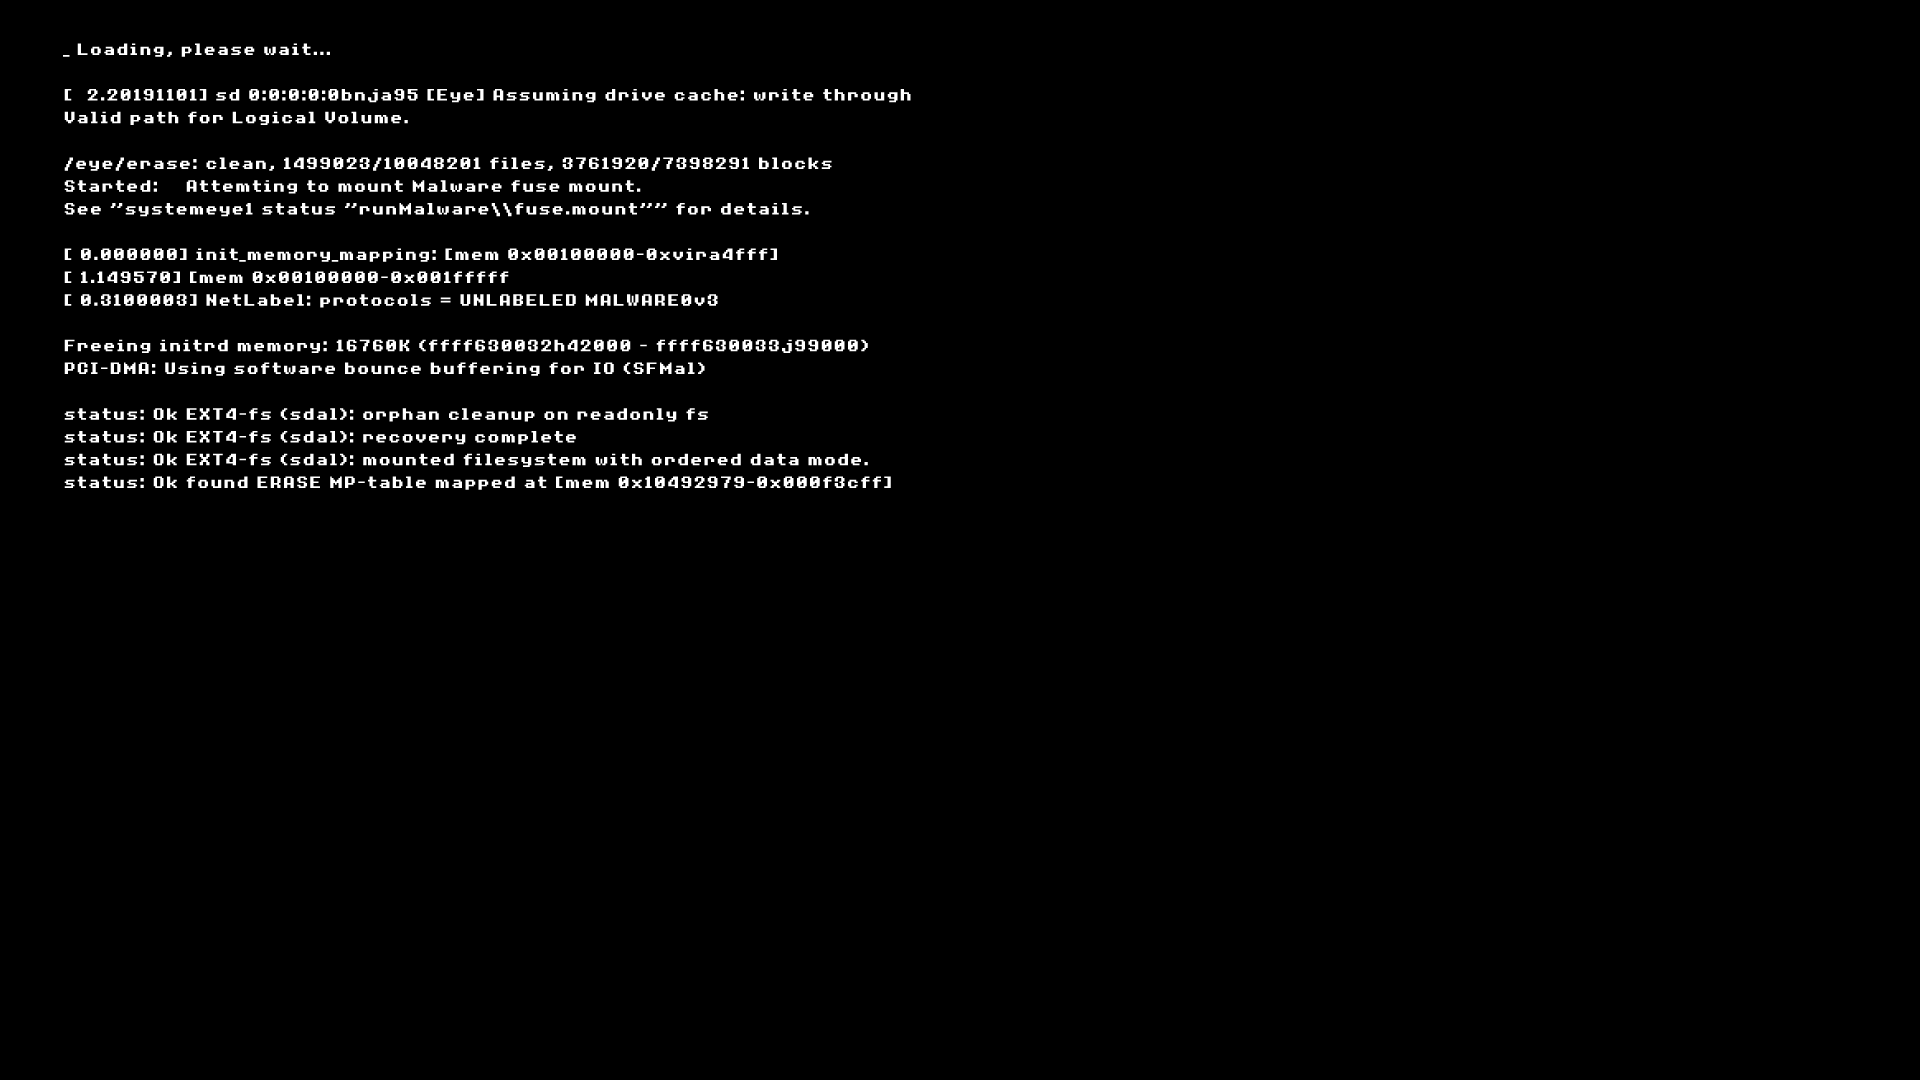 _ Loading, please wait...
[  2.20191101] sd 0:0:0:0:0bnja95 [Eye] Assuming drive cache: write through
Valid path for Logical Volume.
/eye/erase: clean, 1499023/10048201 files, 3761920/7398291 blocks
Started:   Attemting to mount Malware fuse mount.
See "systemeye1 status "runMalware\\fuse.mount"" for details.
[ 0.000000] init_memory_mapping: [mem 0x00100000-0xvira4fff]
[ 1.149570] [mem 0x00100000-0x001fffff
[ 0.3100003] NetLabel: protocols = UNLABELED MALWARE0v3
Freeing initrd memory: 16760K (ffff630032h42000 - ffff630033j99000)
PCI-DMA: Using software bounce buffering for IO (SFMal)
status: Ok EXT4-fs (sdal): orphan cleanup on readonly fs
status: Ok EXT4-fs (sdal): recovery complete
status: Ok EXT4-fs (sdal): mounted filesystem with ordered data mode.
status: Ok found ERASE MP-table mapped at [mem 0x10492979-0x000f3cff]